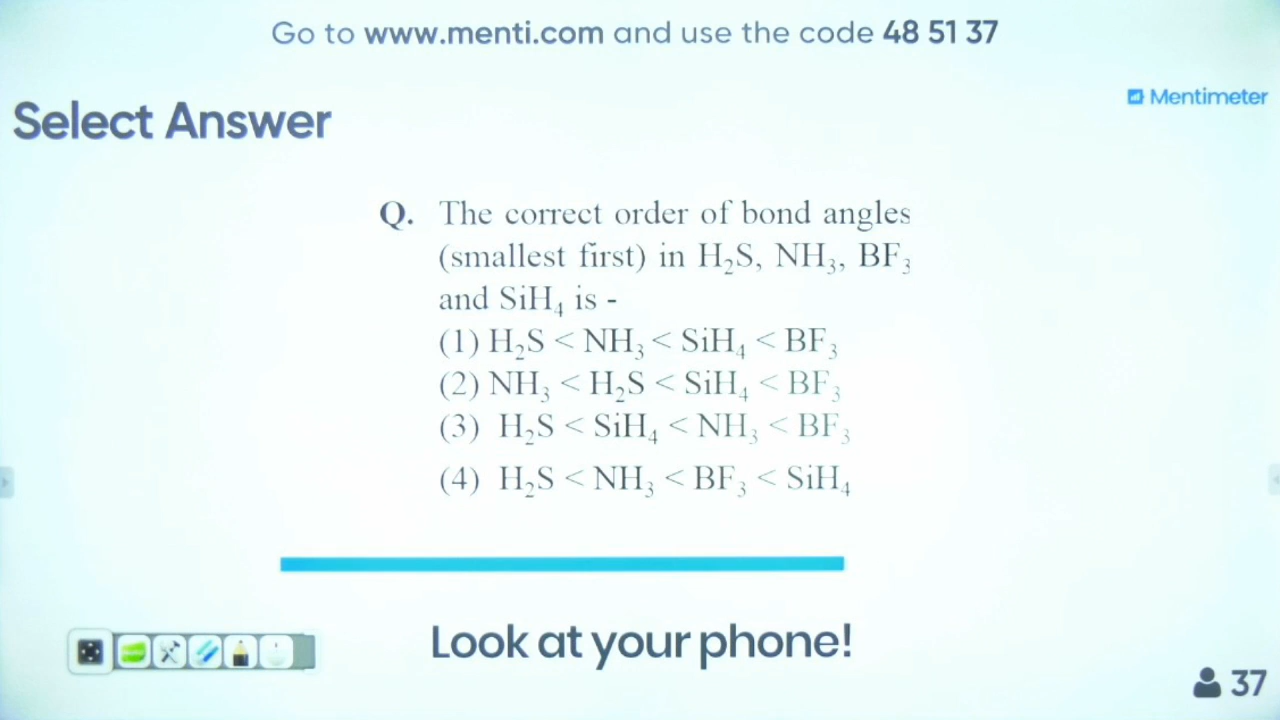 Go to www.menti.com and use the code 48 51 37
Mentimeter
Select Answer
Q. The correct order of bond angles
(smallest first) in H₂S, NH₃, BF₃
and SiH₄ is -
(1) H₂S < NH₃ < SiH₄ < BF₃
(2) NH₃ < H₂S < SiH₄ < BF₃
(3) H₂S < SiH₄ < NH₃ < BF₃
(4) H₂S < NH₃ < BF₃ < SiH₄
Look at your phone!
37